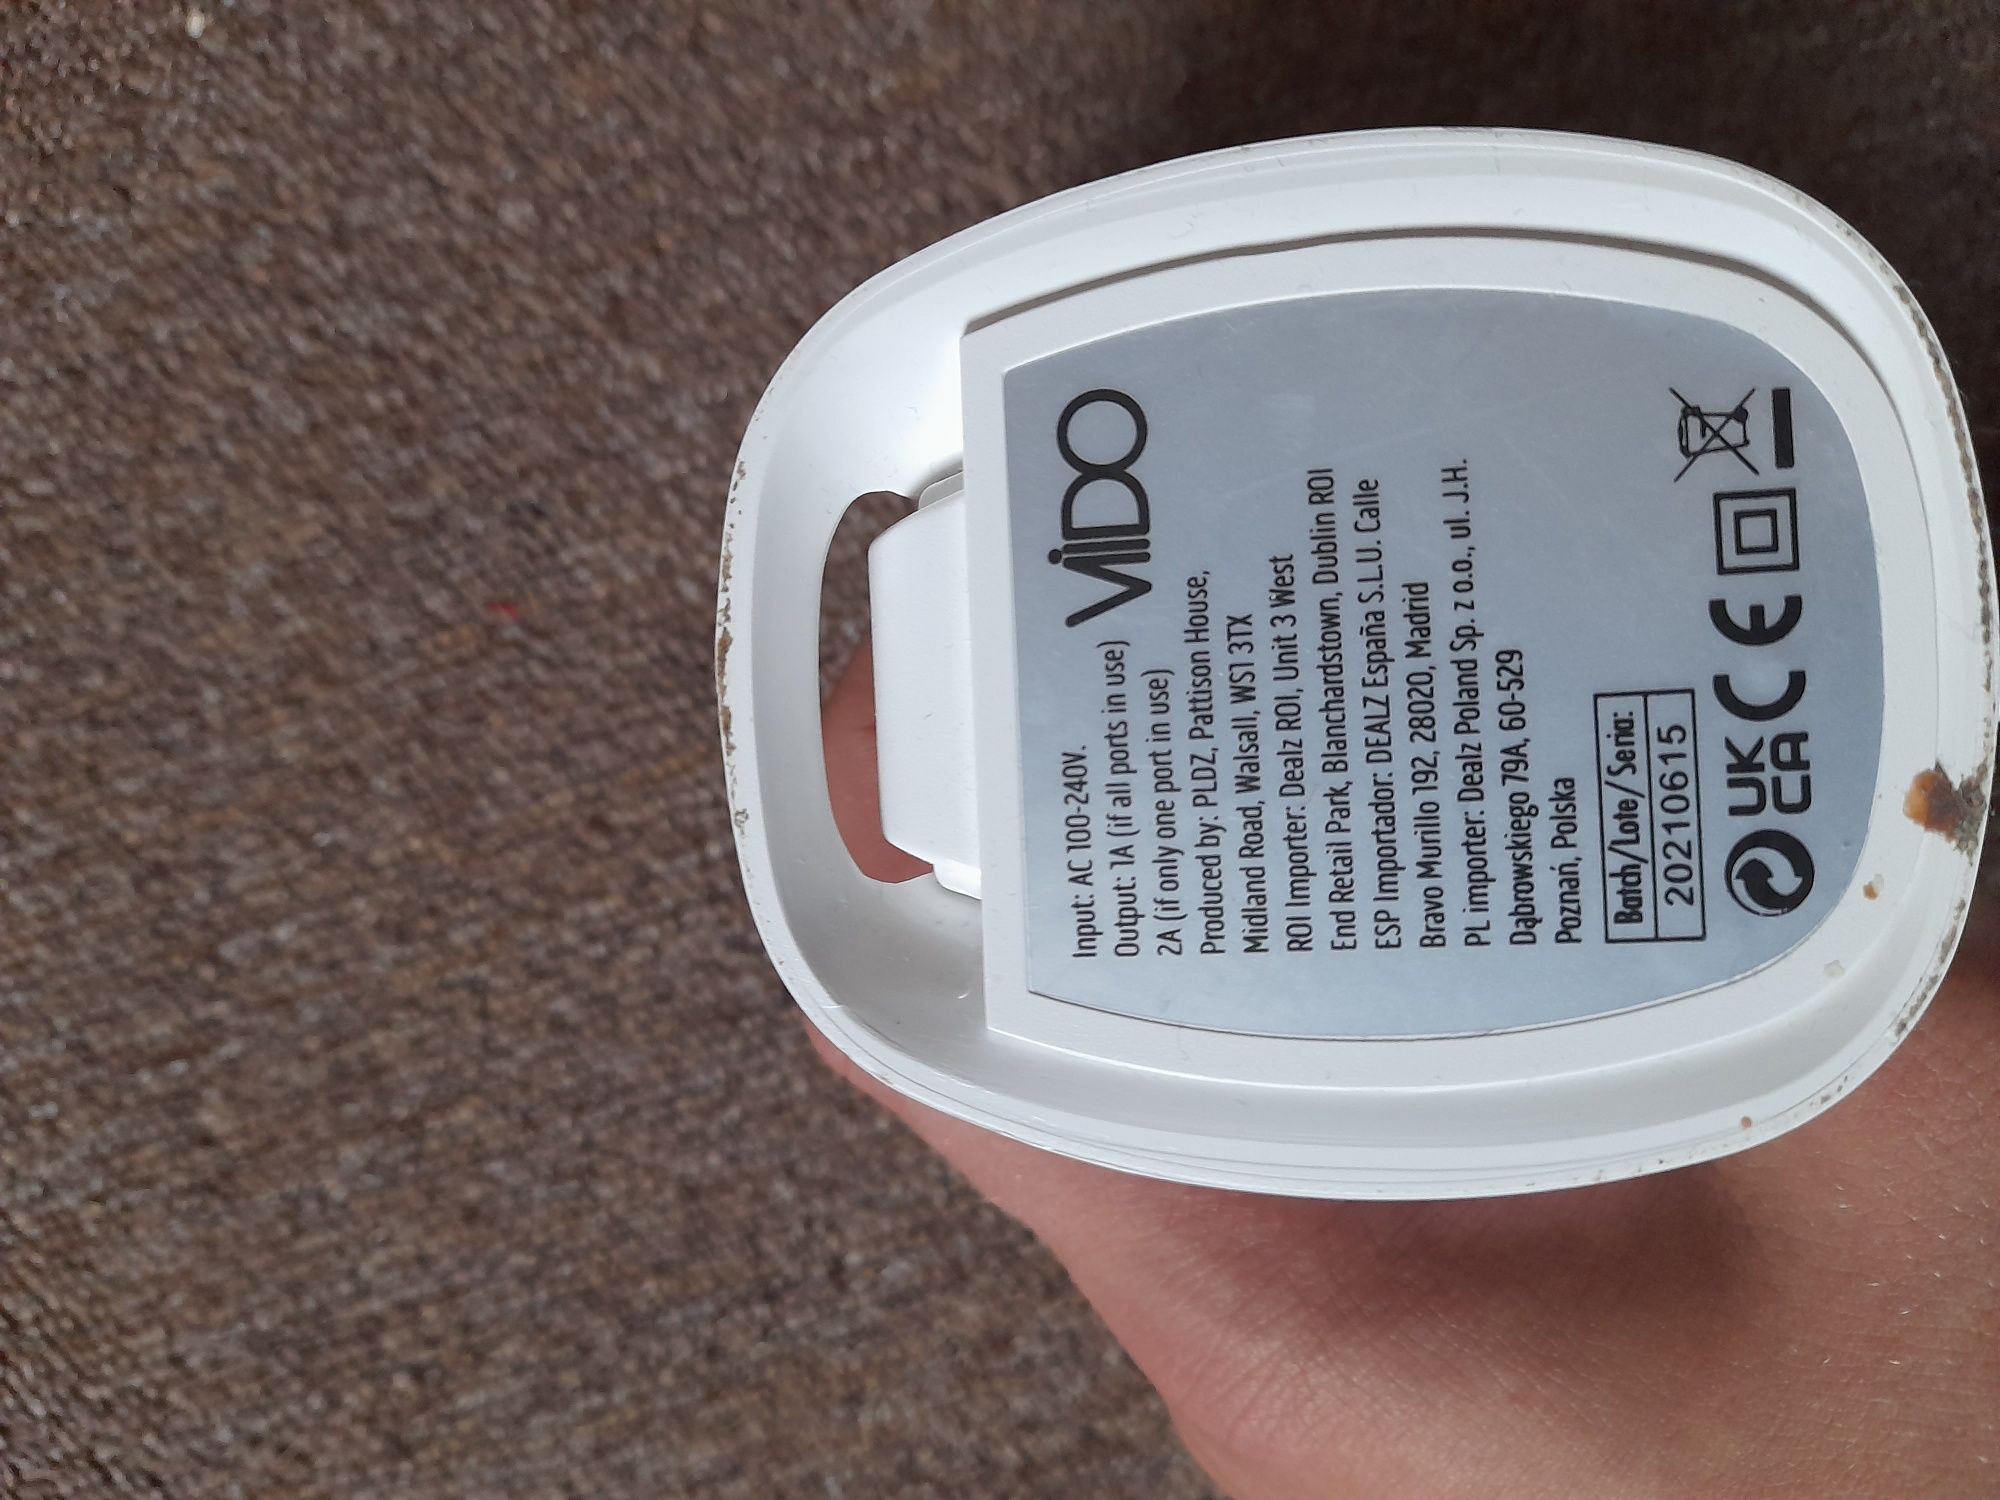 VIIDO
Input: AC 100-240V.
Output: 1A (if all ports in use)
2A (if only one port in use)
Produced by: PLDZ, Pattison House,
Midland Road, Walsall, WS1 3TX
ROI Importer: Dealz ROI, Unit 3 West
End Retail Park, Blanchardstown, Dublin ROI
ESP Importador: DEALZ España S.L.U. Calle
Bravo Murillo 192, 28020, Madrid
PL importer: Dealz Poland Sp. z o.o., ul. J.H.
Dąbrowskiego 79A, 60-529
Poznań, Polska
Batch/Lote/Seria:
20210615
UK
CA CE